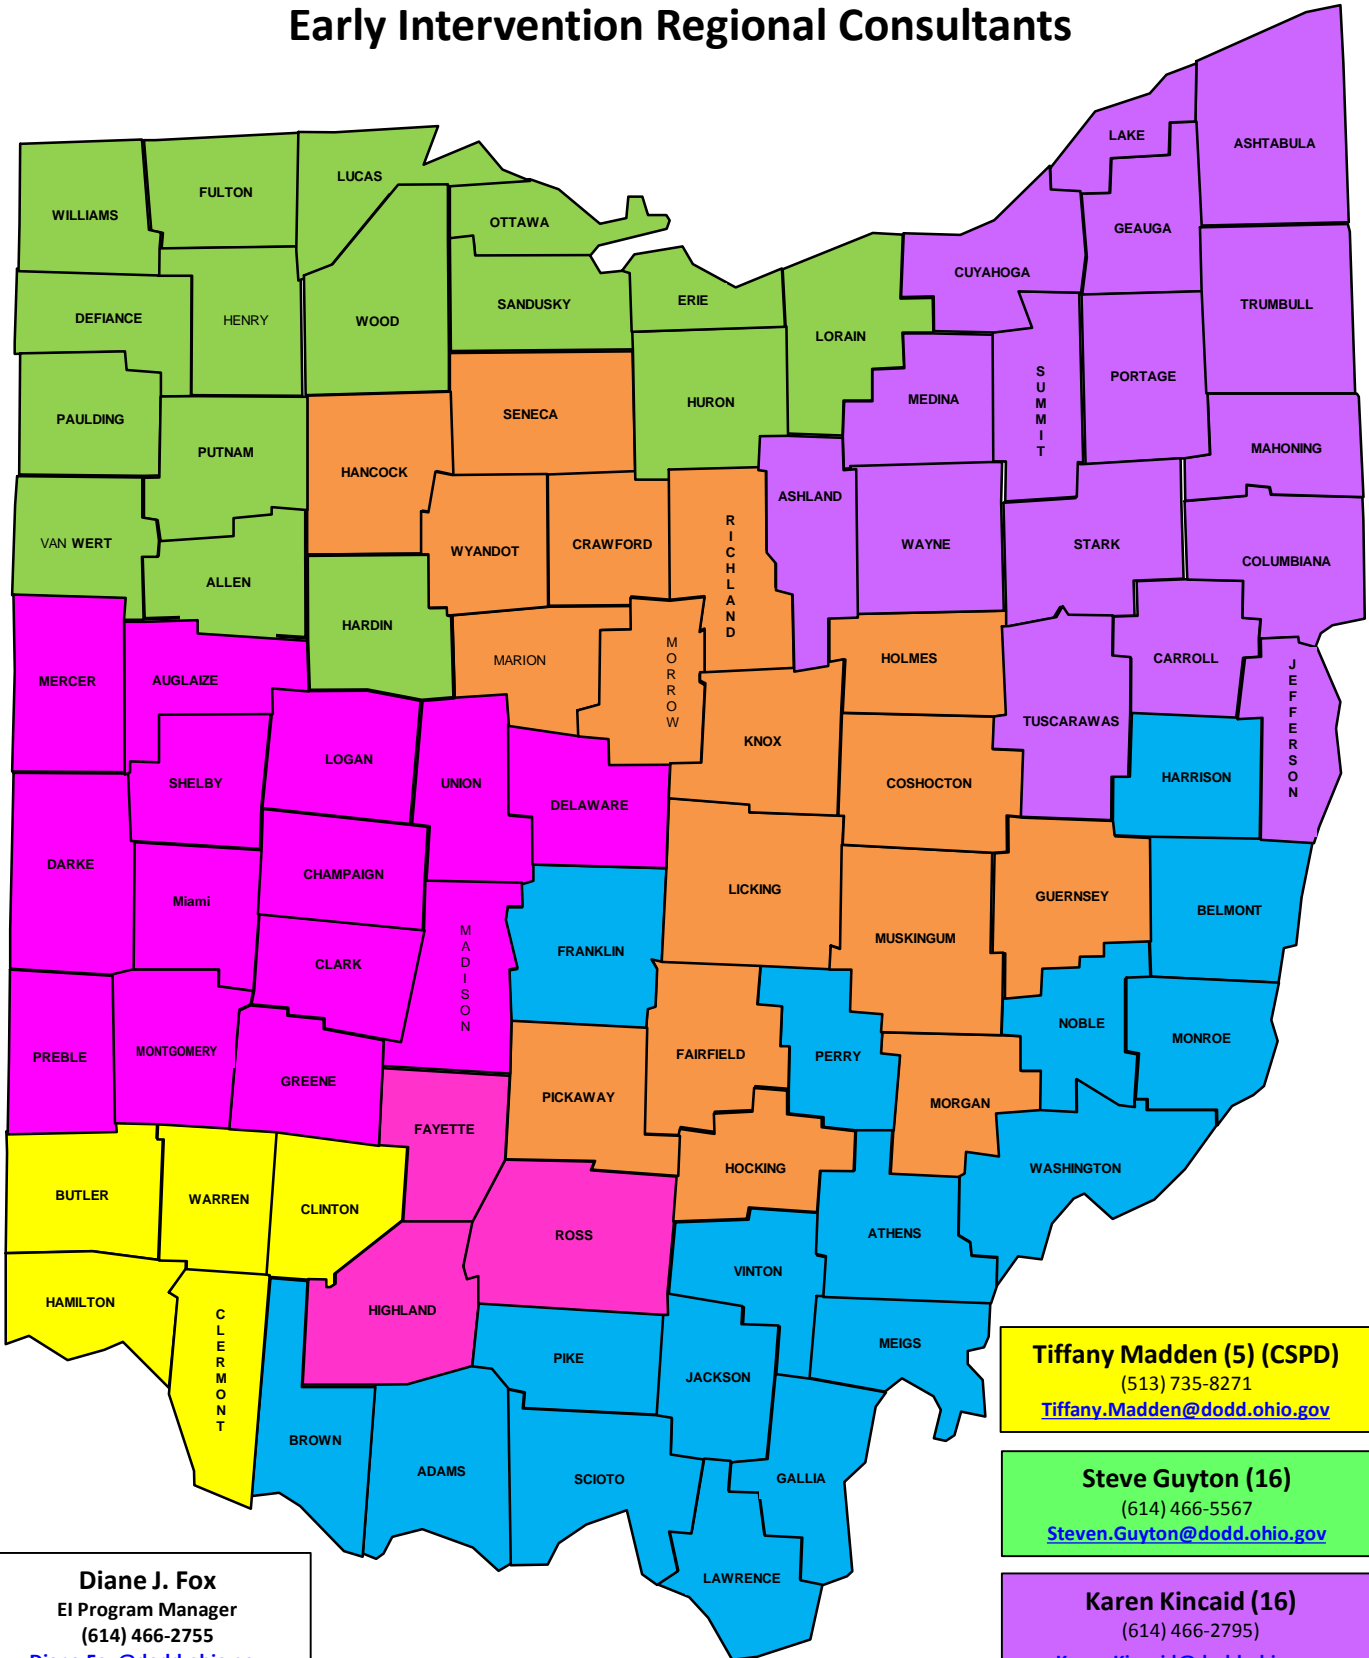 Early Intervention Regional Consultants
LAKE
ASHTABULA
LUCAS
FULTON
WILLIAMS
OTTAWA
GEAUGA
CUYAHOGA
ERIE
SANDUSKY
TRUMBULL
DEFIANCE
HENRY
WOOD
LORAIN
SUMMIT
PORTAGE
MEDINA
HURON
SENECA
PAULDING
PUTNAM
MAHONING
HANCOCK
ASHLAND
RICHLAND
VAN WERT
WYANDOT
CRAWFORD
WAYNE
STARK
COLUMBIANA
ALLEN
HARDIN
MARION
MORROW
HOLMES
CARROLL
JEFFERSON
MERCER
AUGLAIZE
TUSCARAWAS
KNOX
LOGAN
UNION
SHELBY
COSHOCTON
HARRISON
DELAWARE
DARKE
CHAMPAIGN
LICKING
GUERNSEY
Miami
BELMONT
MUSKINGUM
MADISON
FRANKLIN
CLARK
NOBLE
MONROE
PREBLE
MONTGOMERY
FAIRFIELD
PERRY
GREENE
PICKAWAY
MORGAN
FAYETTE
HOCKING
WASHINGTON
BUTLER
WARREN
CLINTON
ROSS
ATHENS
VINTON
HAMILTON
HIGHLAND
CLERMONT
MEIGS
PIKE
JACKSON
BROWN
ADAMS
SCIOTO
GALLIA
LAWRENCE
Tiffany Madden (5) (CSPD)
(513) 735-8271
Tiffany.Madden@dodd.ohio.gov
Steve Guyton (16)
(614) 466-5567
Steven.Guyton@dodd.ohio.gov
Diane J. Fox
EI Program Manager
(614) 466-2755
Karen Kincaid (16)
(614) 466-2795)